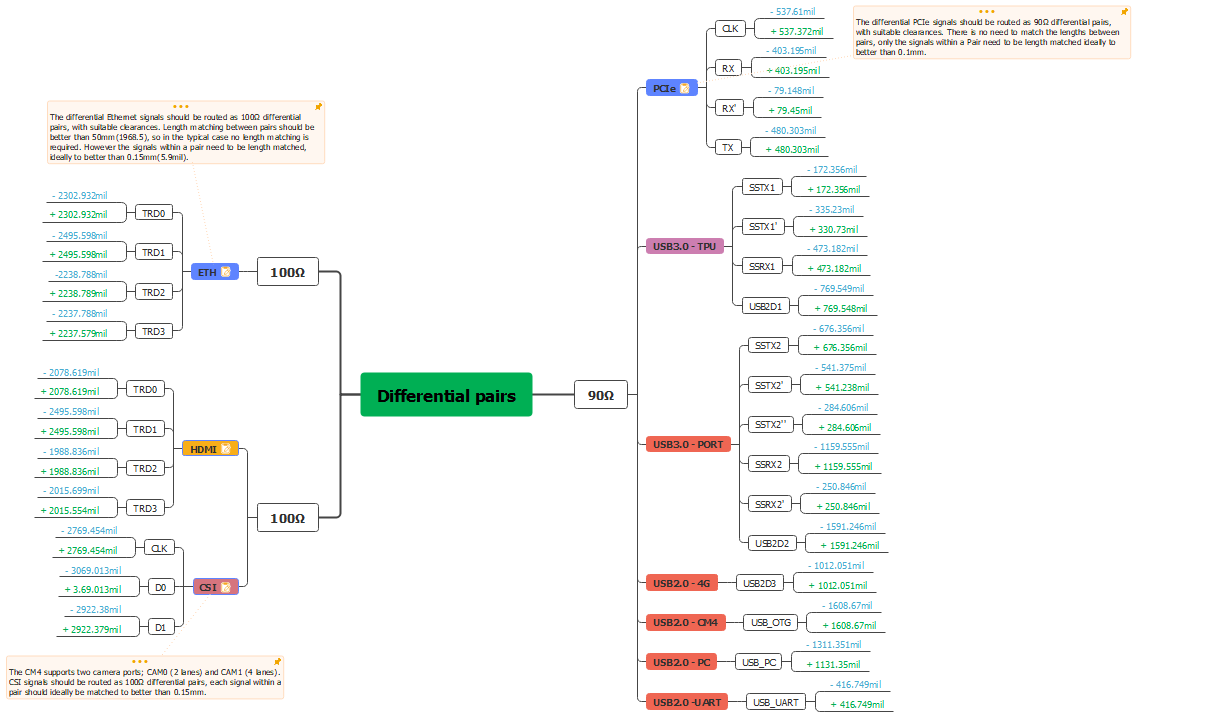 Differential pairs
90Ω
PCIe
CLK
- 537.61mil
+ 537.372mil
RX
- 403.195mil
+ 403.195mil
RX'
- 79.148mil
+ 79.45mil
TX
- 480.303mil
+ 480.303mil
The differential PCIe signals should be routed as 90Ω differential pairs,
with suitable clearances. There is no need to match the lengths between
pairs, only the signals within a Pair need to be length matched ideally to
better than 0.1mm.
USB3.0 - TPU
SSTX1
- 172.356mil
+ 172.356mil
SSTX1'
- 335.23mil
+ 330.73mil
SSRX1
- 473.182mil
+ 473.182mil
USB2D1
- 769.549mil
+ 769.548mil
USB3.0 - PORT
SSTX2
- 676.356mil
+ 676.356mil
SSTX2'
- 541.375mil
+ 541.238mil
SSTX2''
- 284.606mil
+ 284.606mil
SSRX2
- 1159.555mil
+ 1159.555mil
SSRX2'
- 250.846mil
+ 250.846mil
USB2D2
- 1591.246mil
+ 1591.246mil
USB2.0 - 4G
USB2D3
- 1012.051mil
+ 1012.051mil
USB2.0 - CM4
USB_OTG
- 1608.67mil
+ 1608.67mil
USB2.0 - PC
USB_PC
- 1311.351mil
+ 1131.35mil
USB2.0 -UART
USB_UART
- 416.749mil
+ 416.749mil
100Ω
ETH
The differential Ethernet signals should be routed as 100Ω differential
pairs, with suitable clearances. Length matching between pairs should be
better than 50mm(1968.5), so in the typical case no length matching is
required. However the signals within a pair need to be length matched,
ideally to better than 0.15mm(5.9mil).
TRD0
- 2302.932mil
+ 2302.932mil
TRD1
- 2495.598mil
+ 2495.598mil
TRD2
-2238.788mil
+ 2238.789mil
TRD3
- 2237.788mil
+ 2237.579mil
100Ω
HDMI
TRD0
- 2078.619mil
+ 2078.619mil
TRD1
- 2495.598mil
+ 2495.598mil
TRD2
- 1988.836mil
+ 1988.836mil
TRD3
- 2015.699mil
+ 2015.554mil
CSI
CLK
- 2769.454mil
+ 2769.454mil
D0
- 3069.013mil
+ 3.69.013mil
D1
- 2922.38mil
+ 2922.379mil
The CM4 supports two camera ports; CAM0 (2 lanes) and CAM1 (4 lanes).
CSI signals should be routed as 100Ω differential pairs, each signal within a
pair should ideally be matched to better than 0.15mm.